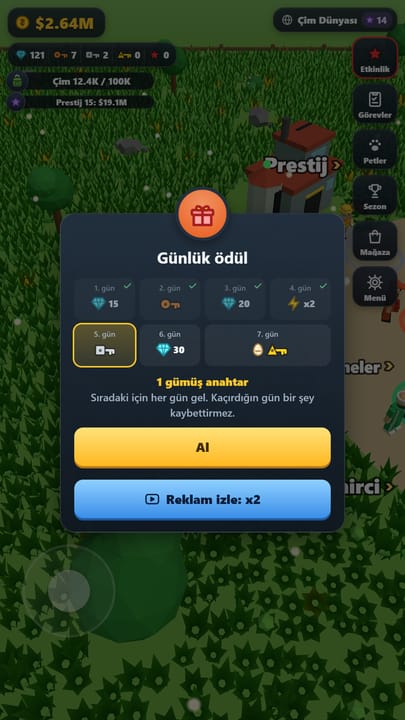 $2.64M
Çim Dünyası
14
121 7 2 0 0
Çim 12.4K / 100K
Prestij 15: $19.1M
Etkinlik
Görevler
Prestij
Petler
Sezon
Mağaza
Menü
Günlük ödül
1. gün
15
2. gün
3. gün
20
4. gün
x2
5. gün
6. gün
30
7. gün
1 gümüş anahtar
Sıradaki için her gün gel. Kaçırdığın gün bir şey
kaybettirmez.
Al
Reklam izle: x2